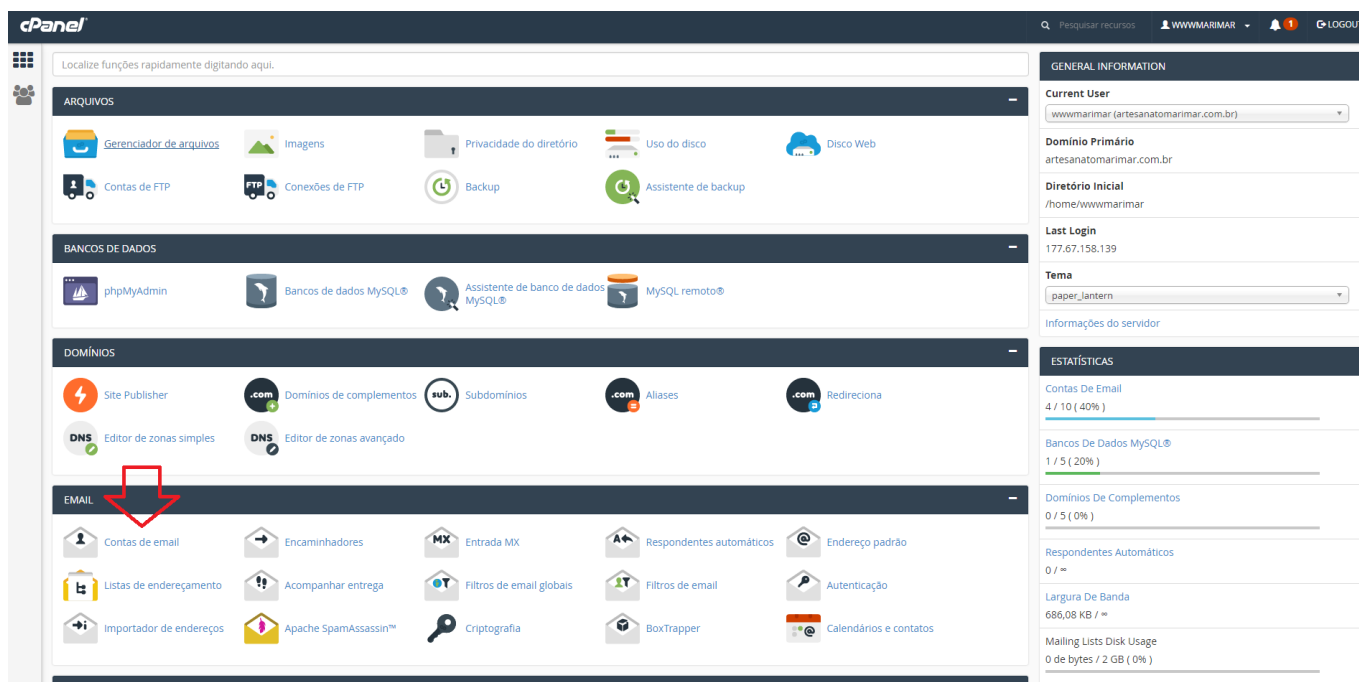 cPanel
Pesquisar recursos
WWWMARIMAR
1
LOGOUT
Localize funções rapidamente digitando aqui.
ARQUIVOS
Gerenciador de arquivos
Imagens
Privacidade do diretório
Uso do disco
Disco Web
Contas de FTP
FTP
Conexões de FTP
Backup
Assistente de backup
BANCOS DE DADOS
phpMyAdmin
Bancos de dados MySQL®
Assistente de banco de dados
MySQL®
MySQL remoto®
DOMÍNIOS
Site Publisher
.com
Domínios de complementos
sub.
Subdomínios
.com
Aliases
.com
Redireciona
DNS
Editor de zonas simples
DNS
Editor de zonas avançado
EMAIL
Contas de email
Encaminhadores
MX
Entrada MX
A
Respondentes automáticos
@
Endereço padrão
Listas de endereçamento
Acompanhar entrega
Filtros de email globais
Filtros de email
Autenticação
Importador de endereços
Apache SpamAssassin™
Criptografia
BoxTrapper
@
Calendários e contatos
GENERAL INFORMATION
Current User
wwwmarimar (artesanatomarimar.com.br)
Domínio Primário
artesanatomarimar.com.br
Diretório Inicial
/home/wwwmarimar
Last Login
177.67.158.139
Tema
paper_lantern
Informações do servidor
ESTATÍSTICAS
Contas De Email
4 / 10 ( 40% )
Bancos De Dados MySQL®
1 / 5 ( 20% )
Domínios De Complementos
0 / 5 ( 0% )
Respondentes Automáticos
0 / ∞
Largura De Banda
686,08 KB / ∞
Mailing Lists Disk Usage
0 de bytes / 2 GB ( 0% )